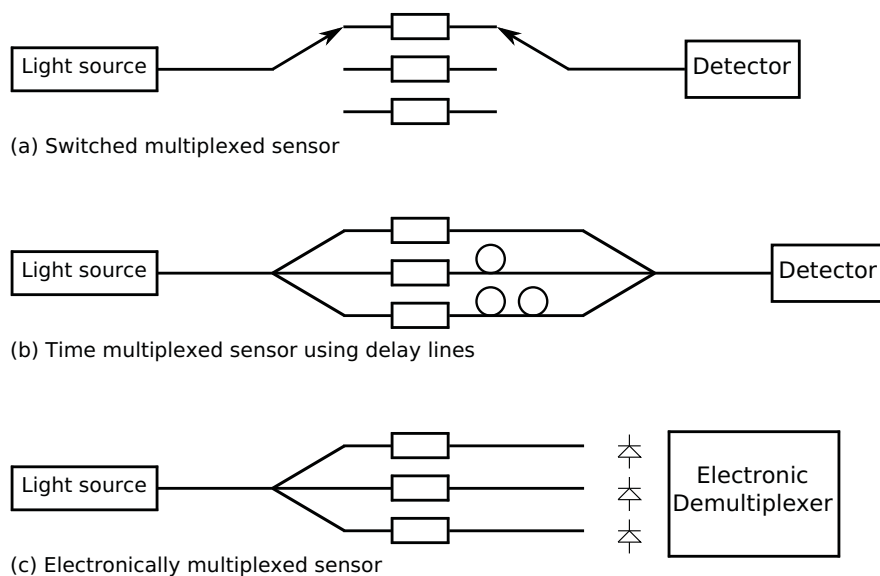 Light source
Detector
(a) Switched multiplexed sensor
Light source
Detector
(b) Time multiplexed sensor using delay lines
Light source
Electronic
Demultiplexer
(c) Electronically multiplexed sensor